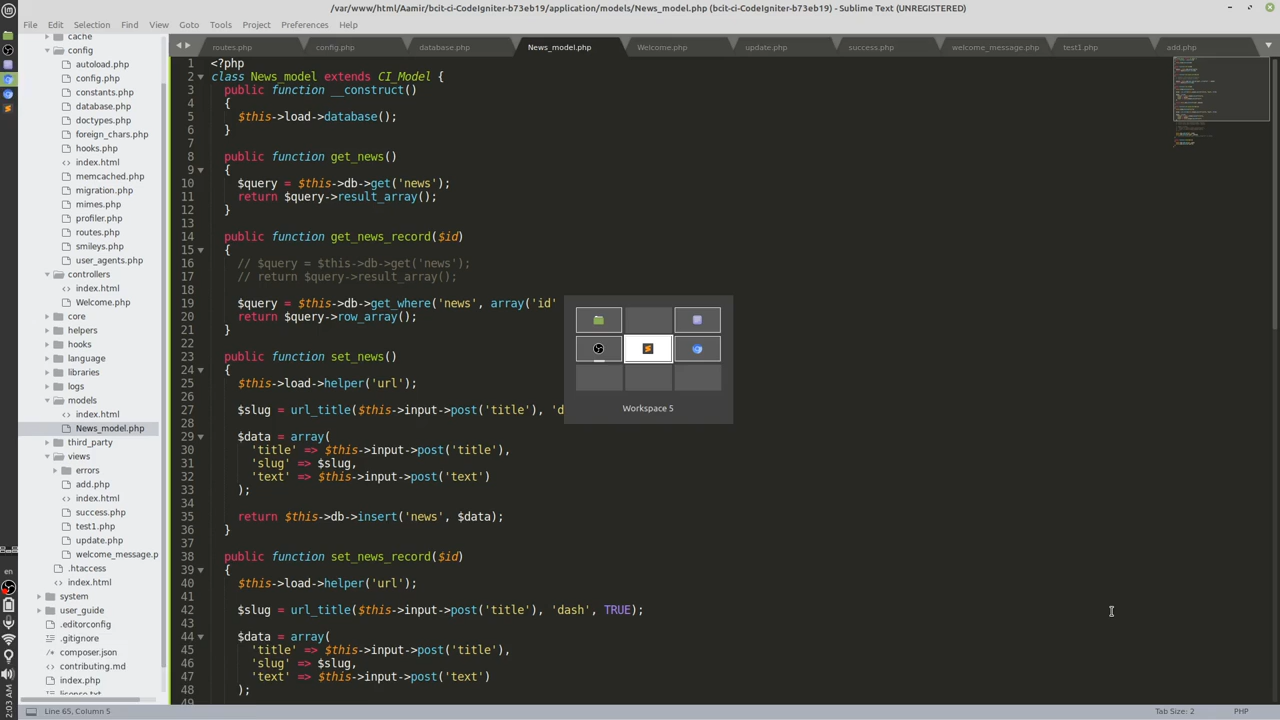 /var/www/html/Aamir/bcit-ci-CodeIgniter-b73eb19/application/models/News_model.php (bcit-ci-CodeIgniter-b73eb19) - Sublime Text (UNREGISTERED)
File Edit Selection Find View Goto Tools Project Preferences Help
routes.php config.php database.php News_model.php Welcome.php update.php success.php welcome_message.php test1.php add.php
cache
config
autoload.php
config.php
constants.php
database.php
doctypes.php
foreign_chars.php
hooks.php
index.html
memcached.php
migration.php
mimes.php
profiler.php
routes.php
smileys.php
user_agents.php
controllers
index.html
Welcome.php
core
helpers
hooks
language
libraries
logs
models
index.html
News_model.php
third_party
views
errors
add.php
index.html
success.php
test1.php
update.php
welcome_message.p
.htaccess
index.html
system
user_guide
.editorconfig
.gitignore
composer.json
contributing.md
index.php
license.txt
1 <?php
2 class News_model extends CI_Model {
3 public function __construct()
4 {
5 $this->load->database();
6 }
7
8 public function get_news()
9 {
10 $query = $this->db->get('news');
11 return $query->result_array();
12 }
13
14 public function get_news_record($id)
15 {
16 // $query = $this->db->get('news');
17 // return $query->result_array();
18
19 $query = $this->db->get_where('news', array('id'
20 return $query->row_array();
21 }
22
23 public function set_news()
24 {
25 $this->load->helper('url');
26
27 $slug = url_title($this->input->post('title'), 'd
28
29 $data = array(
30 'title' => $this->input->post('title'),
31 'slug' => $slug,
32 'text' => $this->input->post('text')
33 );
34
35 return $this->db->insert('news', $data);
36 }
37
38 public function set_news_record($id)
39 {
40 $this->load->helper('url');
41
42 $slug = url_title($this->input->post('title'), 'dash', TRUE);
43
44 $data = array(
45 'title' => $this->input->post('title'),
46 'slug' => $slug,
47 'text' => $this->input->post('text')
48 );
49
Workspace 5
en
2:03 AM
Line 65, Column 5
Tab Size: 2
PHP